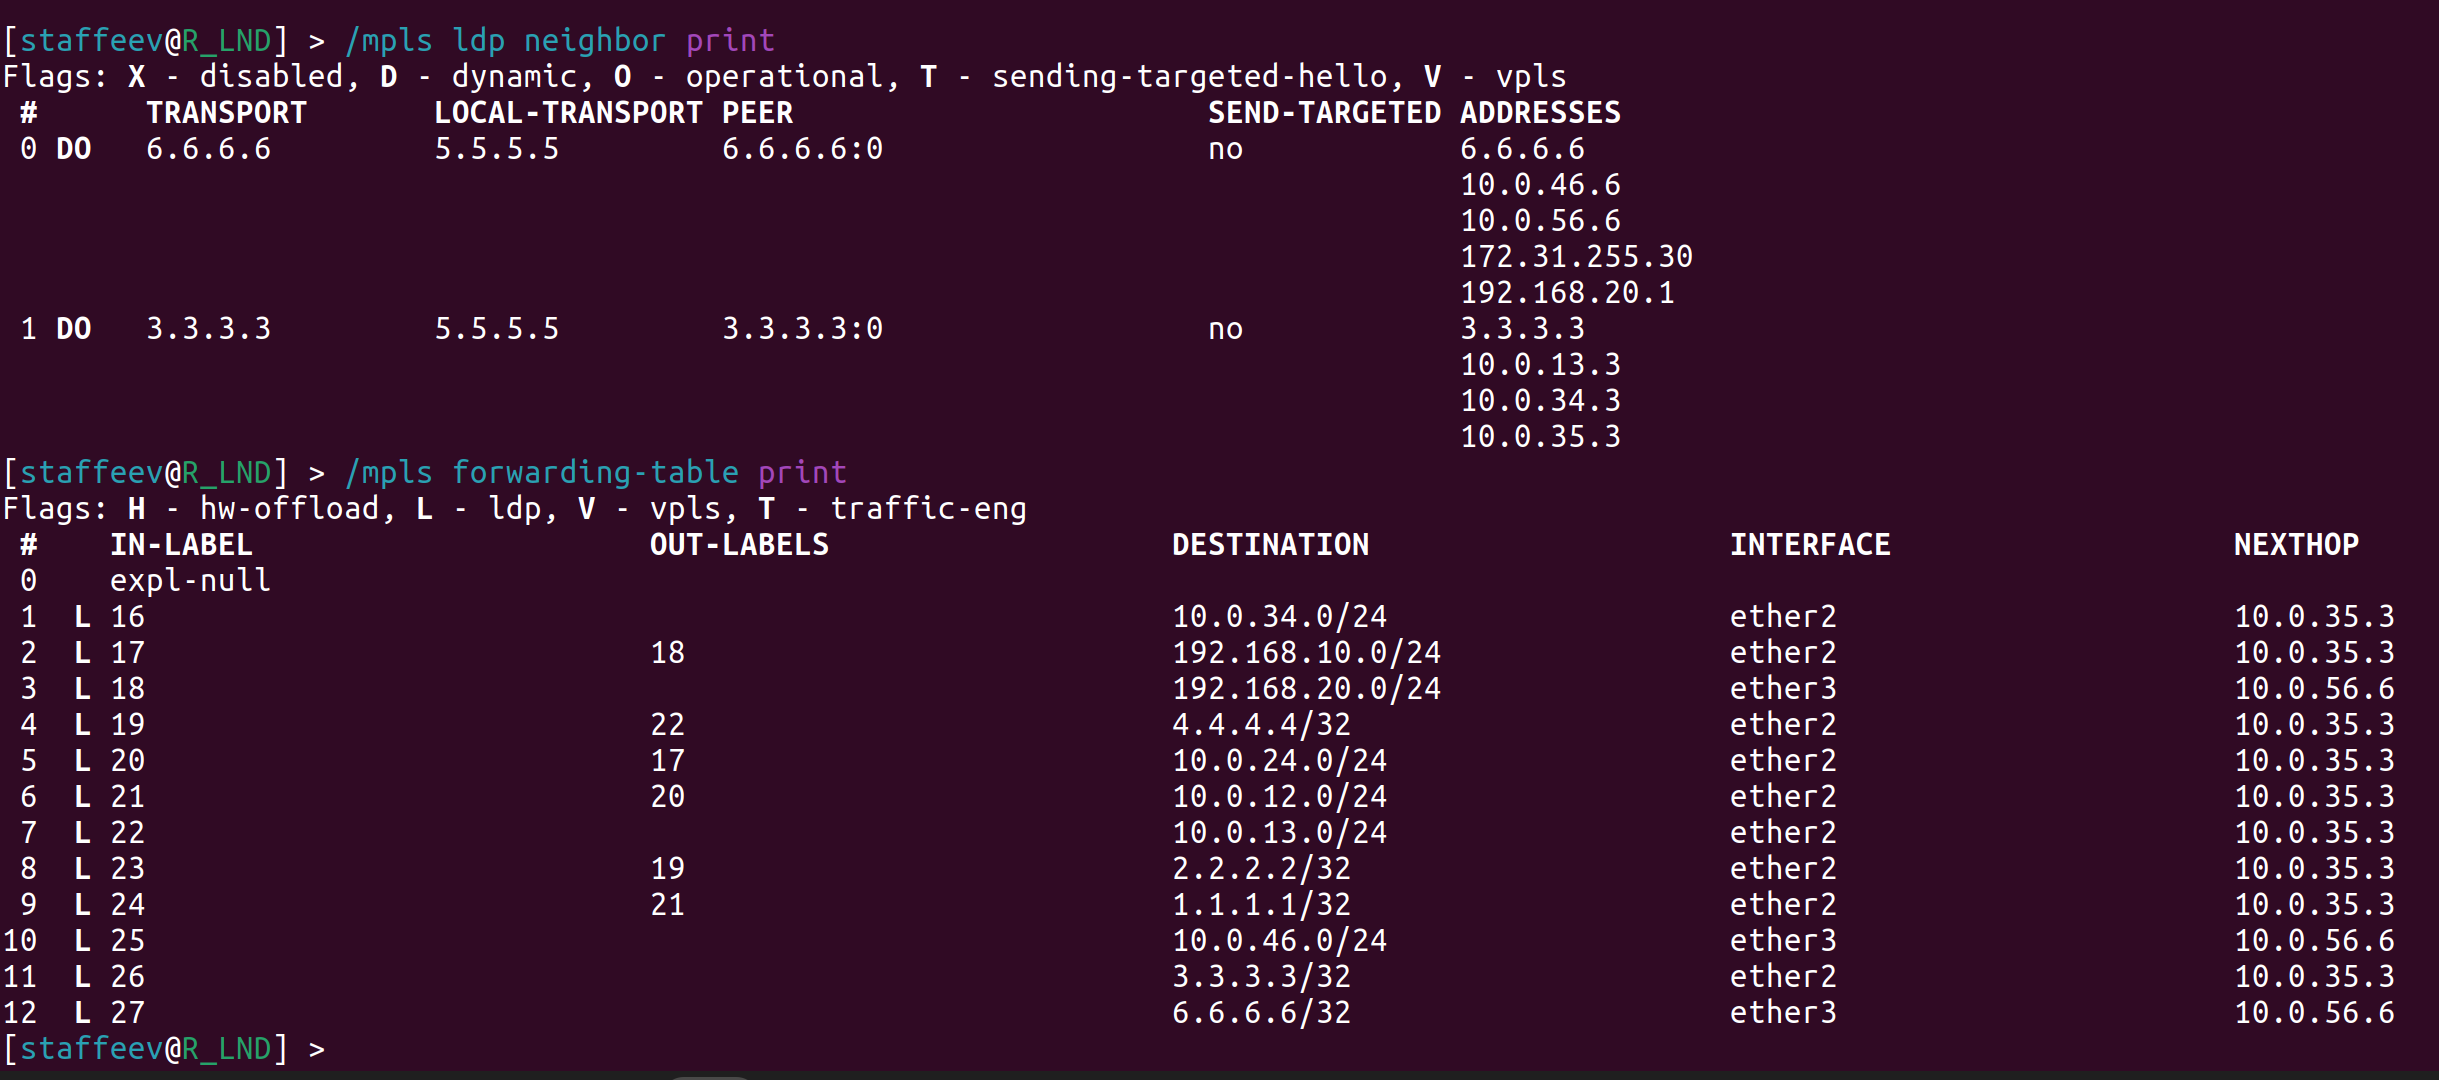 [staffeev@R_LND] > /mpls ldp neighbor print
Flags: X - disabled, D - dynamic, O - operational, T - sending-targeted-hello, V - vpls
 #      TRANSPORT       LOCAL-TRANSPORT PEER                       SEND-TARGETED ADDRESSES
 0 DO   6.6.6.6         5.5.5.5         6.6.6.6:0                  no            6.6.6.6
                                                                                 10.0.46.6
                                                                                 10.0.56.6
                                                                                 172.31.255.30
                                                                                 192.168.20.1
 1 DO   3.3.3.3         5.5.5.5         3.3.3.3:0                  no            3.3.3.3
                                                                                 10.0.13.3
                                                                                 10.0.34.3
                                                                                 10.0.35.3
[staffeev@R_LND] > /mpls forwarding-table print
Flags: H - hw-offload, L - ldp, V - vpls, T - traffic-eng
 #    IN-LABEL                      OUT-LABELS                   DESTINATION                    INTERFACE                   NEXTHOP
 0    expl-null
 1  L 16                                                         10.0.34.0/24                   ether2                      10.0.35.3
 2  L 17                            18                           192.168.10.0/24                ether2                      10.0.35.3
 3  L 18                                                         192.168.20.0/24                ether3                      10.0.56.6
 4  L 19                            22                           4.4.4.4/32                     ether2                      10.0.35.3
 5  L 20                            17                           10.0.24.0/24                   ether2                      10.0.35.3
 6  L 21                            20                           10.0.12.0/24                   ether2                      10.0.35.3
 7  L 22                                                         10.0.13.0/24                   ether2                      10.0.35.3
 8  L 23                            19                           2.2.2.2/32                     ether2                      10.0.35.3
 9  L 24                            21                           1.1.1.1/32                     ether2                      10.0.35.3
10  L 25                                                         10.0.46.0/24                   ether3                      10.0.56.6
11  L 26                                                         3.3.3.3/32                     ether2                      10.0.35.3
12  L 27                                                         6.6.6.6/32                     ether3                      10.0.56.6
[staffeev@R_LND] >